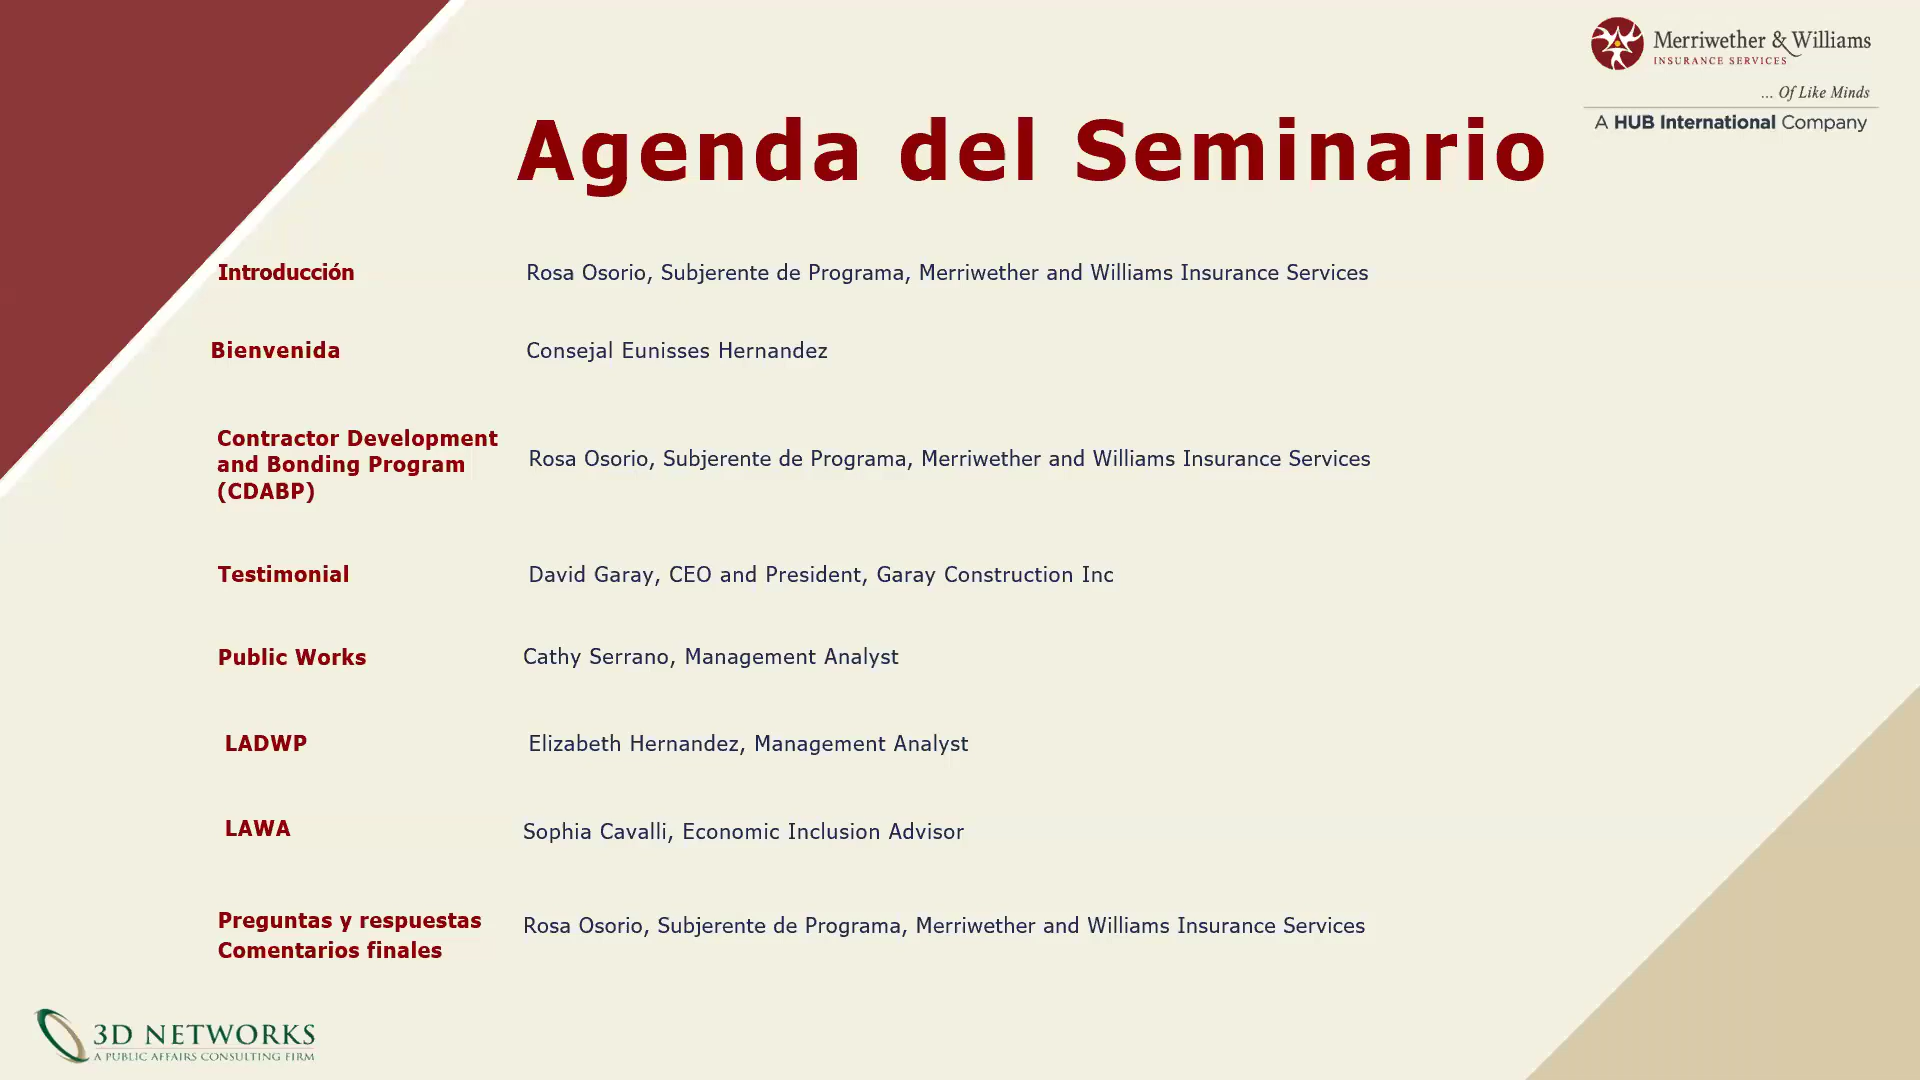 Merriwether & Williams
INSURANCE SERVICES
... Of Like Minds
A HUB International Company
Agenda del Seminario
Introducción Rosa Osorio, Subjerente de Programa, Merriwether and Williams Insurance Services
Bienvenida Consejal Eunisses Hernandez
Contractor Development
and Bonding Program
(CDABP)
Rosa Osorio, Subjerente de Programa, Merriwether and Williams Insurance Services
Testimonial David Garay, CEO and President, Garay Construction Inc
Public Works Cathy Serrano, Management Analyst
LADWP Elizabeth Hernandez, Management Analyst
LAWA Sophia Cavalli, Economic Inclusion Advisor
Preguntas y respuestas Rosa Osorio, Subjerente de Programa, Merriwether and Williams Insurance Services
Comentarios finales
3D NETWORKS
A PUBLIC AFFAIRS CONSULTING FIRM